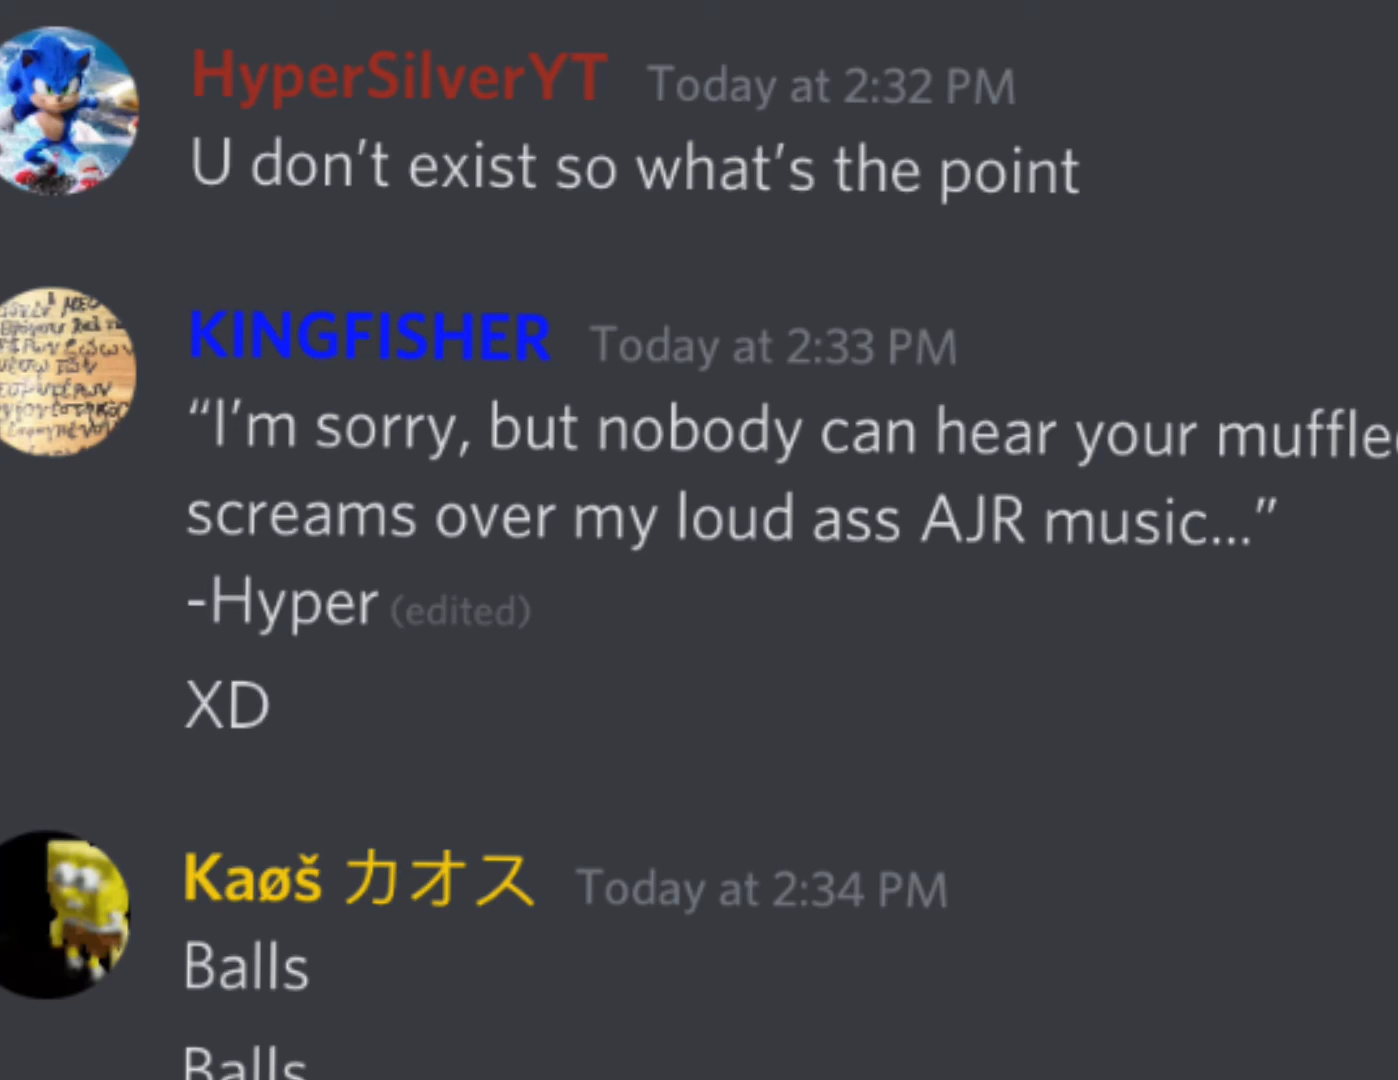 HyperSilverYT Today at 2:32 PM
U don’t exist so what’s the point
KINGFISHER Today at 2:33 PM
“I’m sorry, but nobody can hear your muffled
screams over my loud ass AJR music...”
-Hyper (edited)
XD
Kaøš カオス Today at 2:34 PM
Balls
Balls